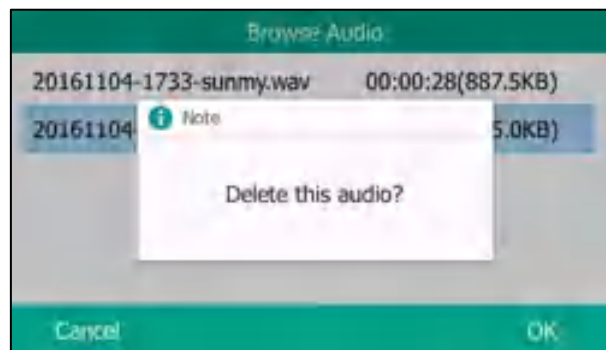 Browse Audio
20161104-1733-sunmy.wav 00:00:28(887.5KB)
20161104 5.0KB)
Note
Delete this audio?
Cancel OK